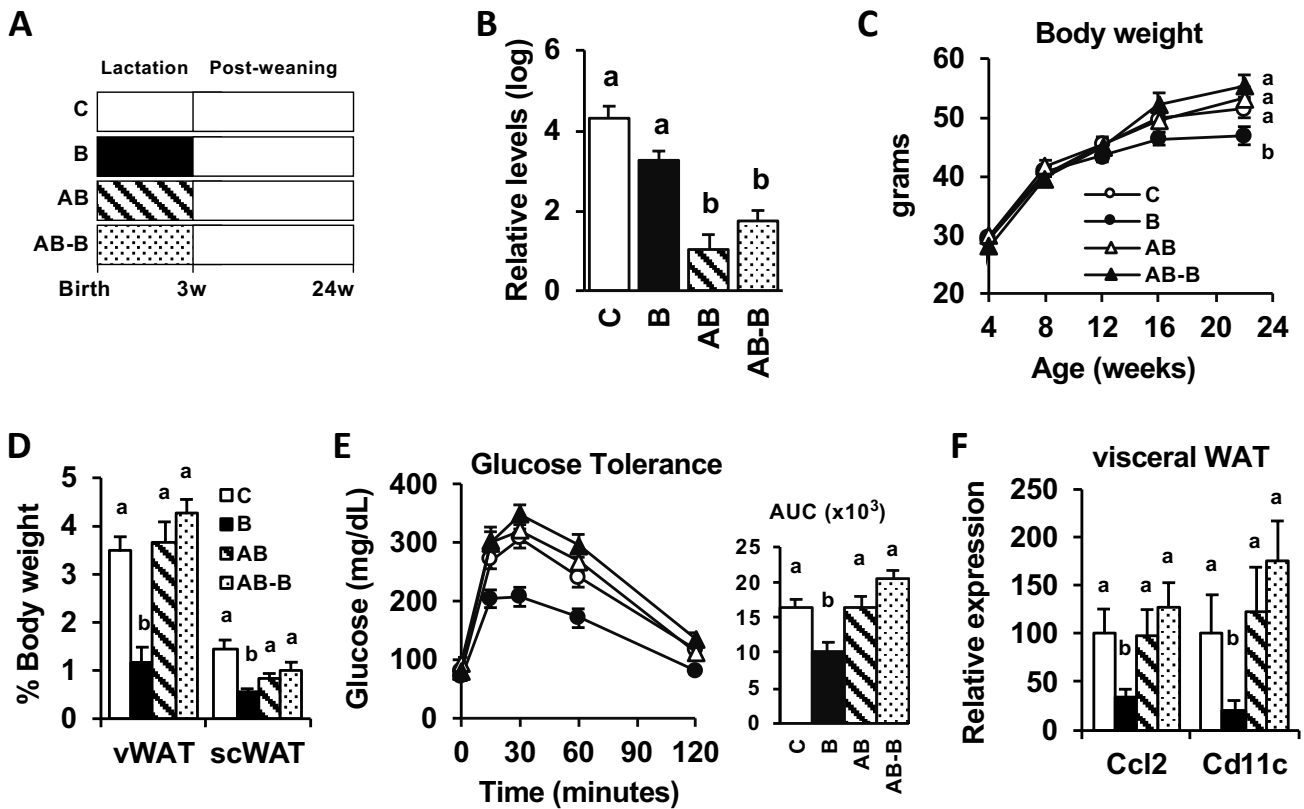 A
Lactation Post-weaning
C
B
AB
AB-B
Birth 3w 24w
B
Relative levels (log)
6
4
2
0
a
a
b
b
C
B
AB
AB-B
C
Body weight
grams
60
50
40
30
20
a
a
a
b
C
B
AB
AB-B
4 8 12 16 20 24
Age (weeks)
D
% Body weight
5
4
3
2
1
0
a
b
a
a
a
b
a
a
C
B
AB
AB-B
vWAT scWAT
E
Glucose Tolerance
Glucose (mg/dL)
400
300
200
100
0
0 30 60 120
Time (minutes)
AUC (x10³)
25
20
15
10
5
0
a
b
a
a
C
B
AB
AB-B
F
visceral WAT
Relative expression
250
200
150
100
50
0
a
b
a
a
a
b
a
a
Ccl2 Cd11c